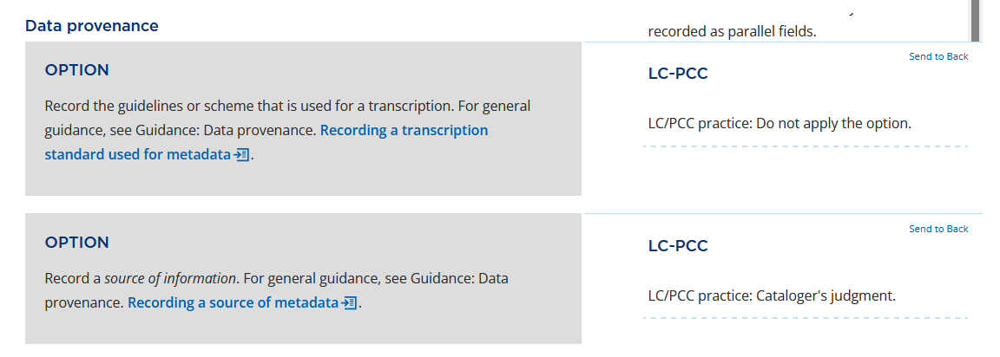 Data provenance
recorded as parallel fields.
OPTION
Record the guidelines or scheme that is used for a transcription. For general
guidance, see Guidance: Data provenance. Recording a transcription
standard used for metadata.
Send to Back
LC-PCC
LC/PCC practice: Do not apply the option.
OPTION
Record a source of information. For general guidance, see Guidance: Data
provenance. Recording a source of metadata.
Send to Back
LC-PCC
LC/PCC practice: Cataloger's judgment.